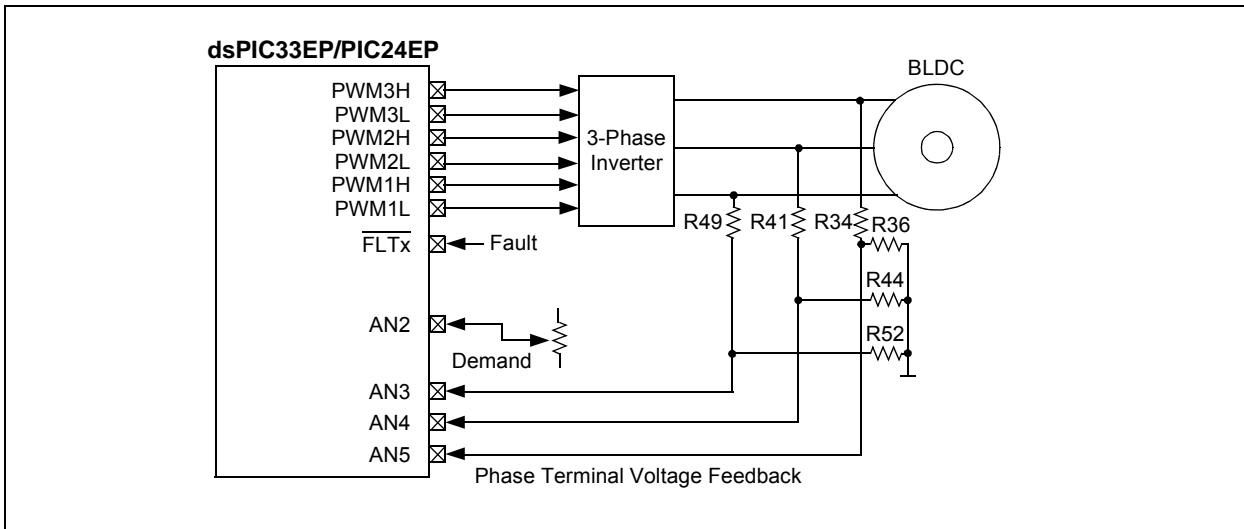 dsPIC33EP/PIC24EP
BLDC
PWM3H
PWM3L
PWM2H
PWM2L
PWM1H
PWM1L
FLTx
Fault
3-Phase
Inverter
R49
R41
R34
R36
R44
R52
AN2
Demand
AN3
AN4
AN5
Phase Terminal Voltage Feedback